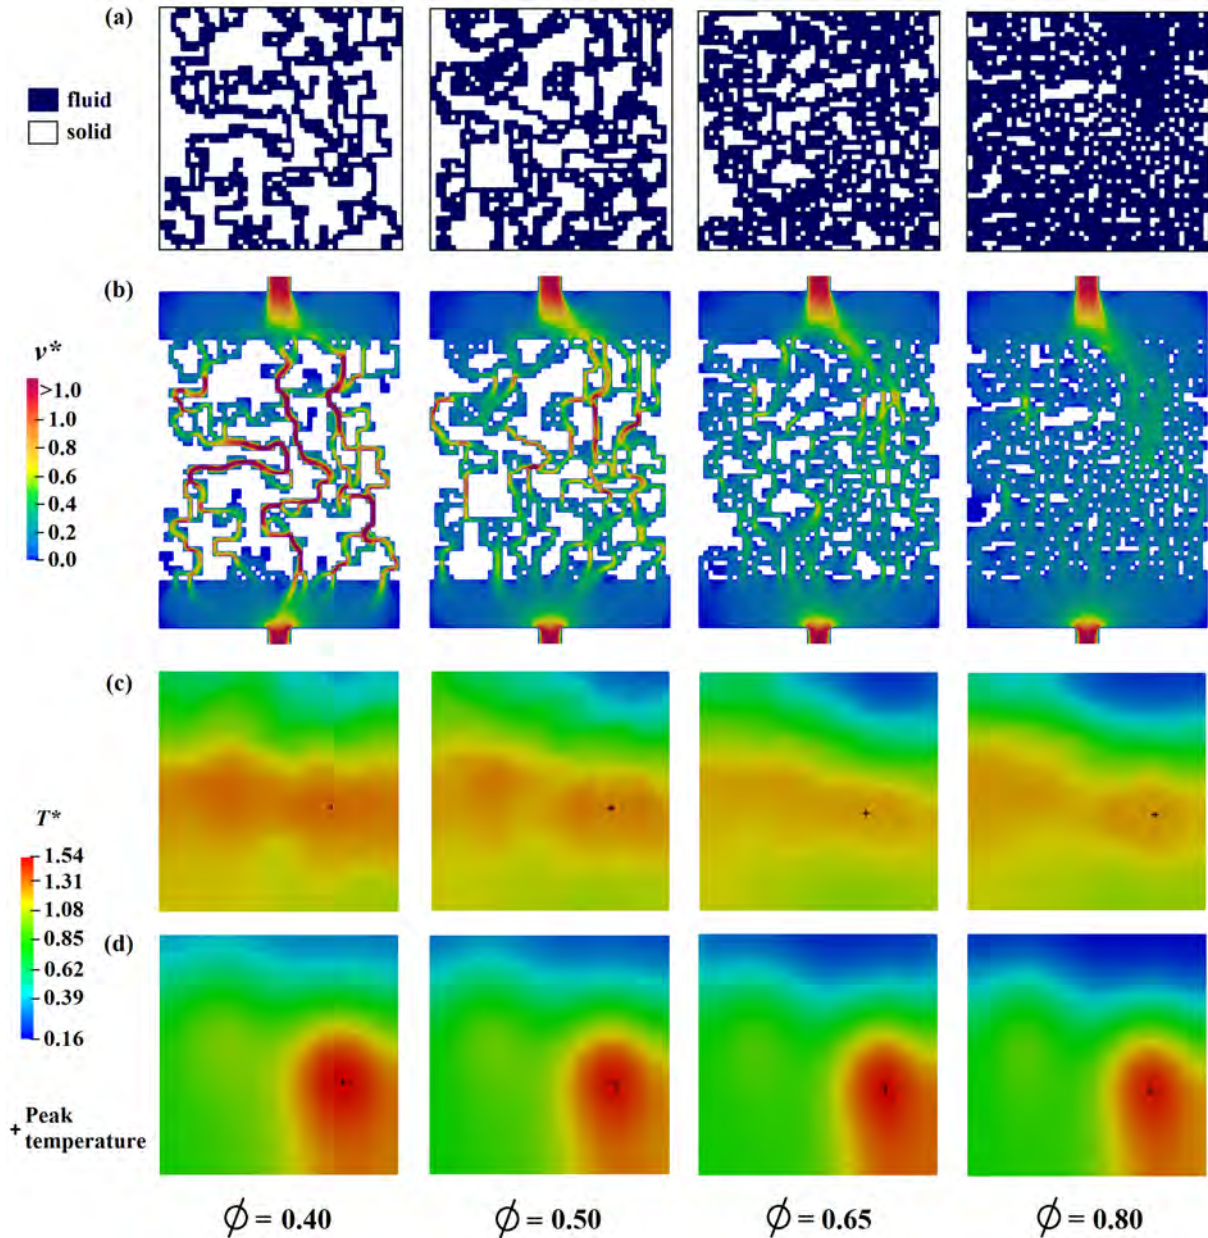 (a)
fluid
solid
(b)
v*
>1.0
1.0
0.8
0.6
0.4
0.2
0.0
(c)
T*
1.54
1.31
1.08
0.85
0.62
0.39
0.16
(d)
+ Peak
temperature
ϕ = 0.40
ϕ = 0.50
ϕ = 0.65
ϕ = 0.80